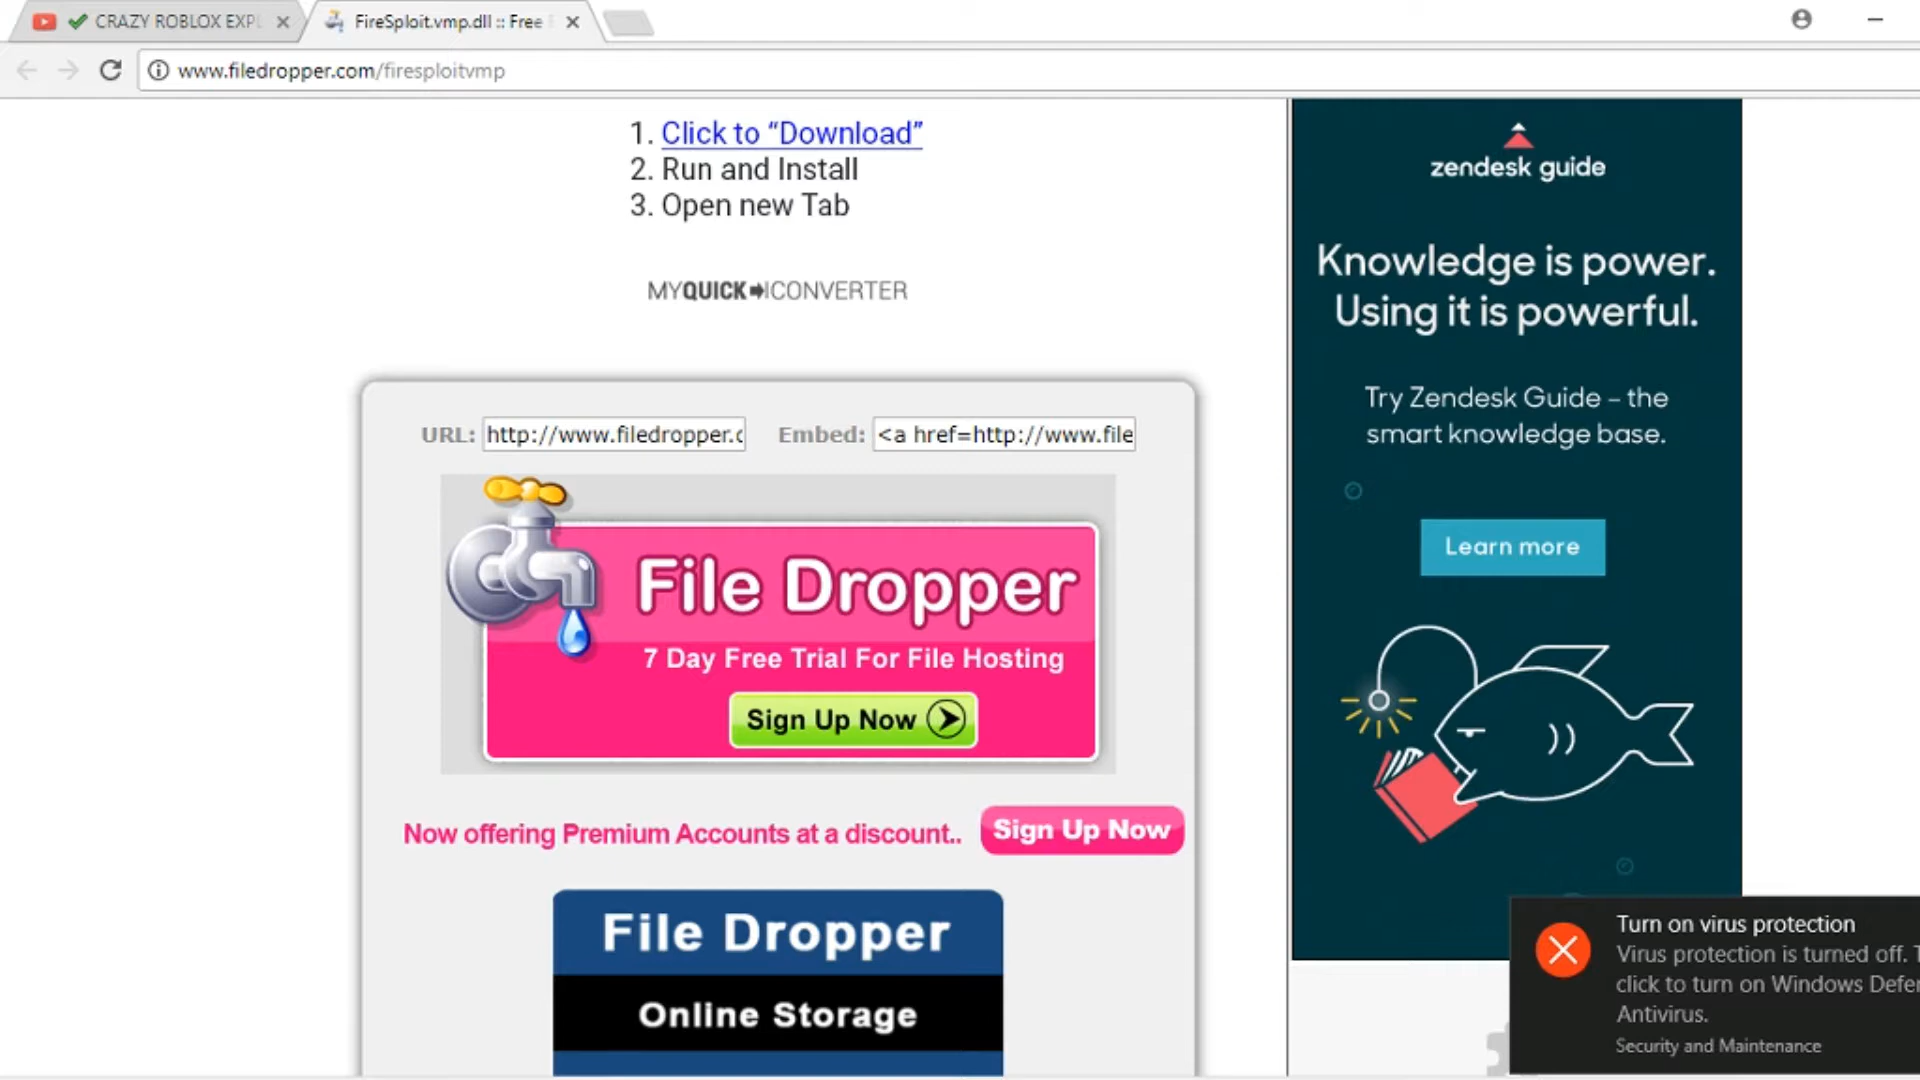 CRAZY ROBLOX EXPL
FireSploit.vmp.dll :: Free
www.filedropper.com/firesploitvmp
1. Click to “Download”
2. Run and Install
3. Open new Tab
MYQUICKCONVERTER
URL: http://www.filedropper.c
Embed: <a href=http://www.file
File Dropper
7 Day Free Trial For File Hosting
Sign Up Now
Now offering Premium Accounts at a discount..
Sign Up Now
File Dropper
Online Storage
zendesk guide
Knowledge is power.
Using it is powerful.
Try Zendesk Guide – the
smart knowledge base.
Learn more
Turn on virus protection
Virus protection is turned off. T
click to turn on Windows Defen
Antivirus.
Security and Maintenance